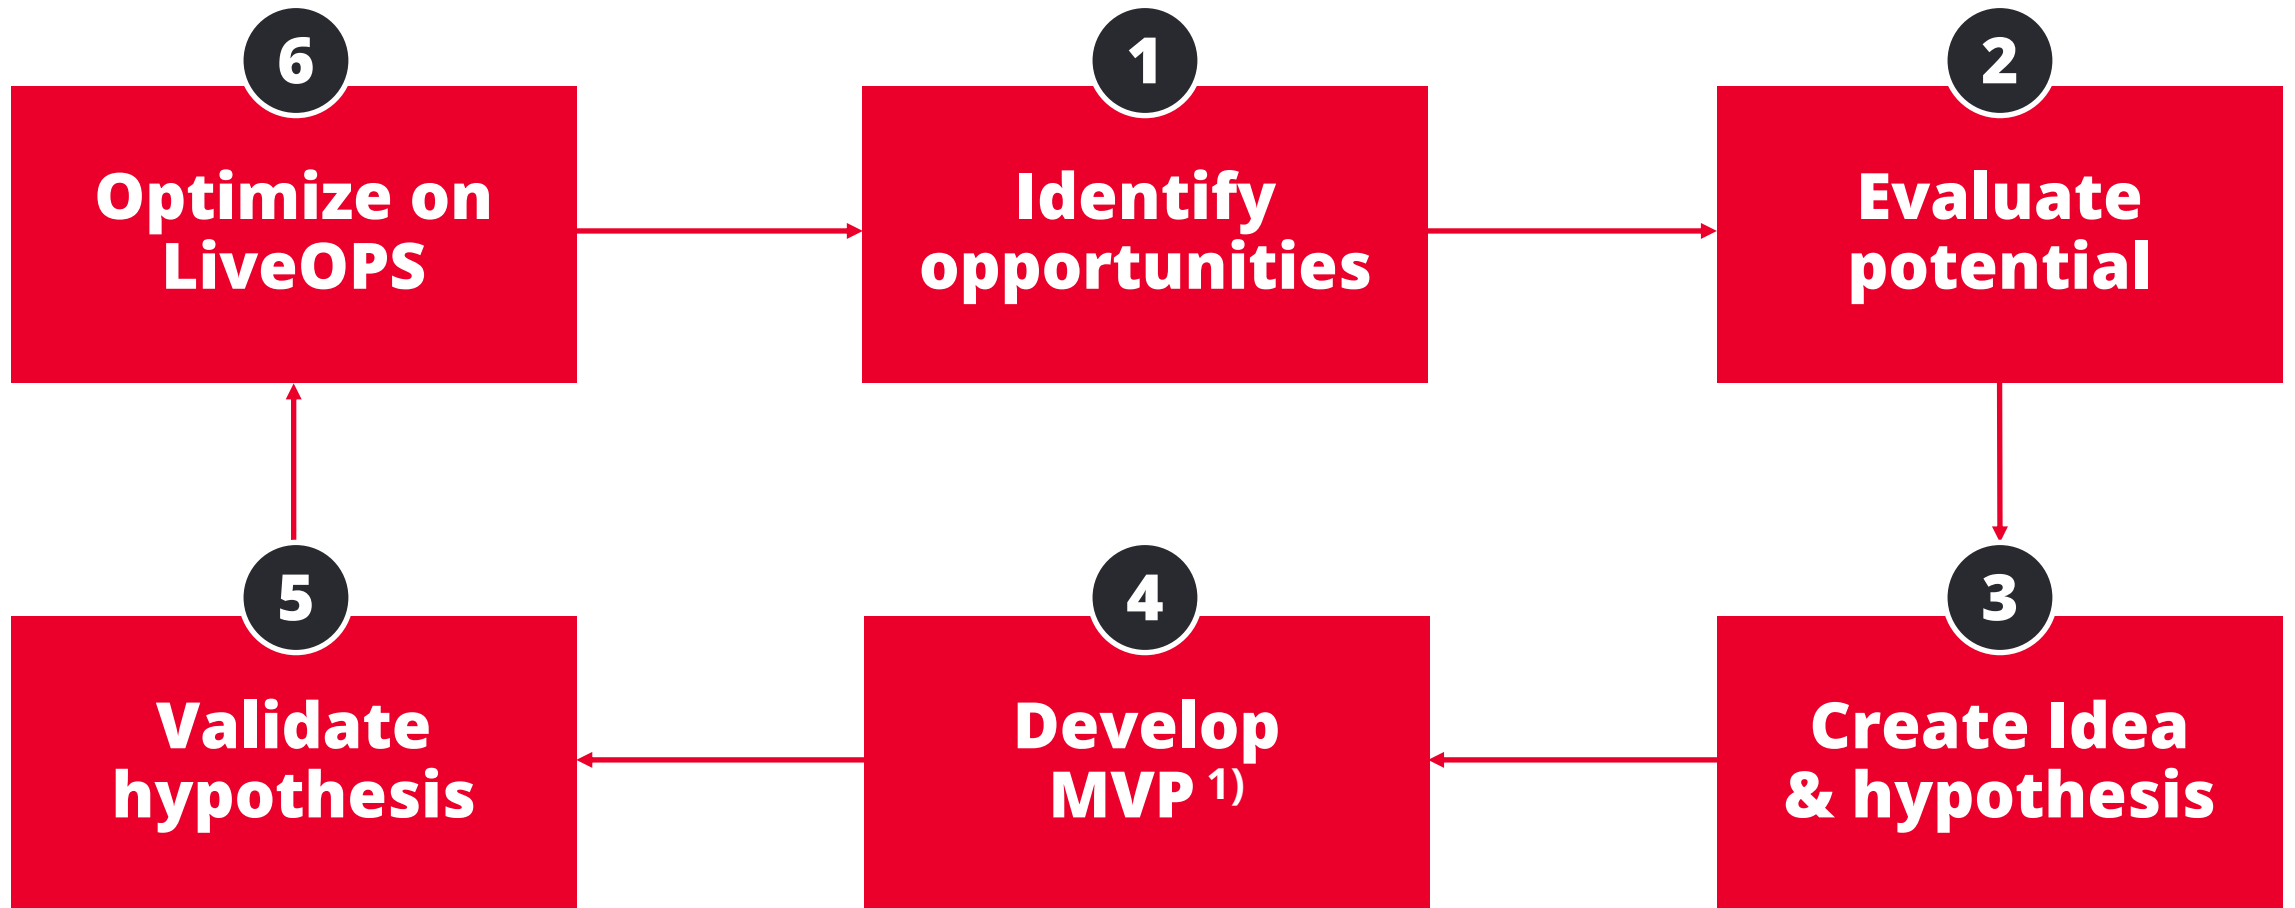 6
Optimize on
LiveOPS
1
Identify
opportunities
2
Evaluate
potential
5
Validate
hypothesis
4
Develop
MVP 1)
3
Create Idea
& hypothesis